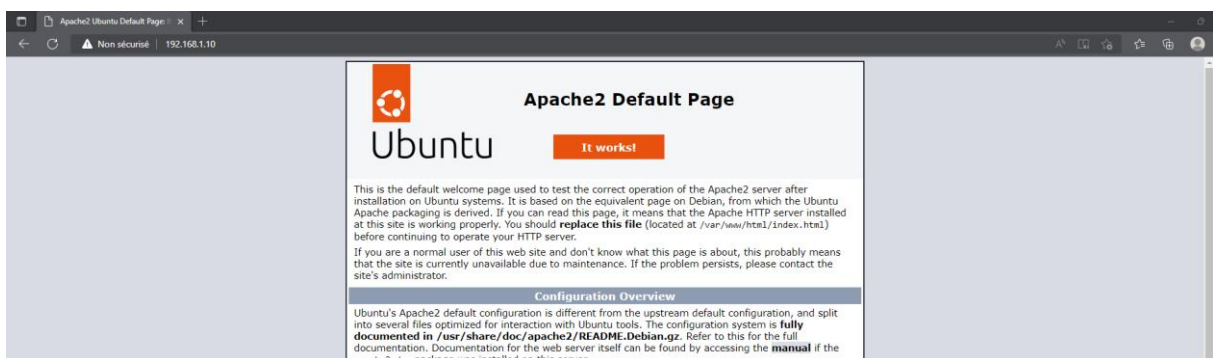 Apache2 Ubuntu Default Page:
Non sécurisé
192.168.1.10
Apache2 Default Page
Ubuntu
It works!
This is the default welcome page used to test the correct operation of the Apache2 server after
installation on Ubuntu systems. It is based on the equivalent page on Debian, from which the Ubuntu
Apache packaging is derived. If you can read this page, it means that the Apache HTTP server installed
at this site is working properly. You should replace this file (located at /var/www/html/index.html)
before continuing to operate your HTTP server.
If you are a normal user of this web site and don't know what this page is about, this probably means
that the site is currently unavailable due to maintenance. If the problem persists, please contact the
site's administrator.
Configuration Overview
Ubuntu's Apache2 default configuration is different from the upstream default configuration, and split
into several files optimized for interaction with Ubuntu tools. The configuration system is fully
documented in /usr/share/doc/apache2/README.Debian.gz. Refer to this for the full
documentation. Documentation for the web server itself can be found by accessing the manual if the